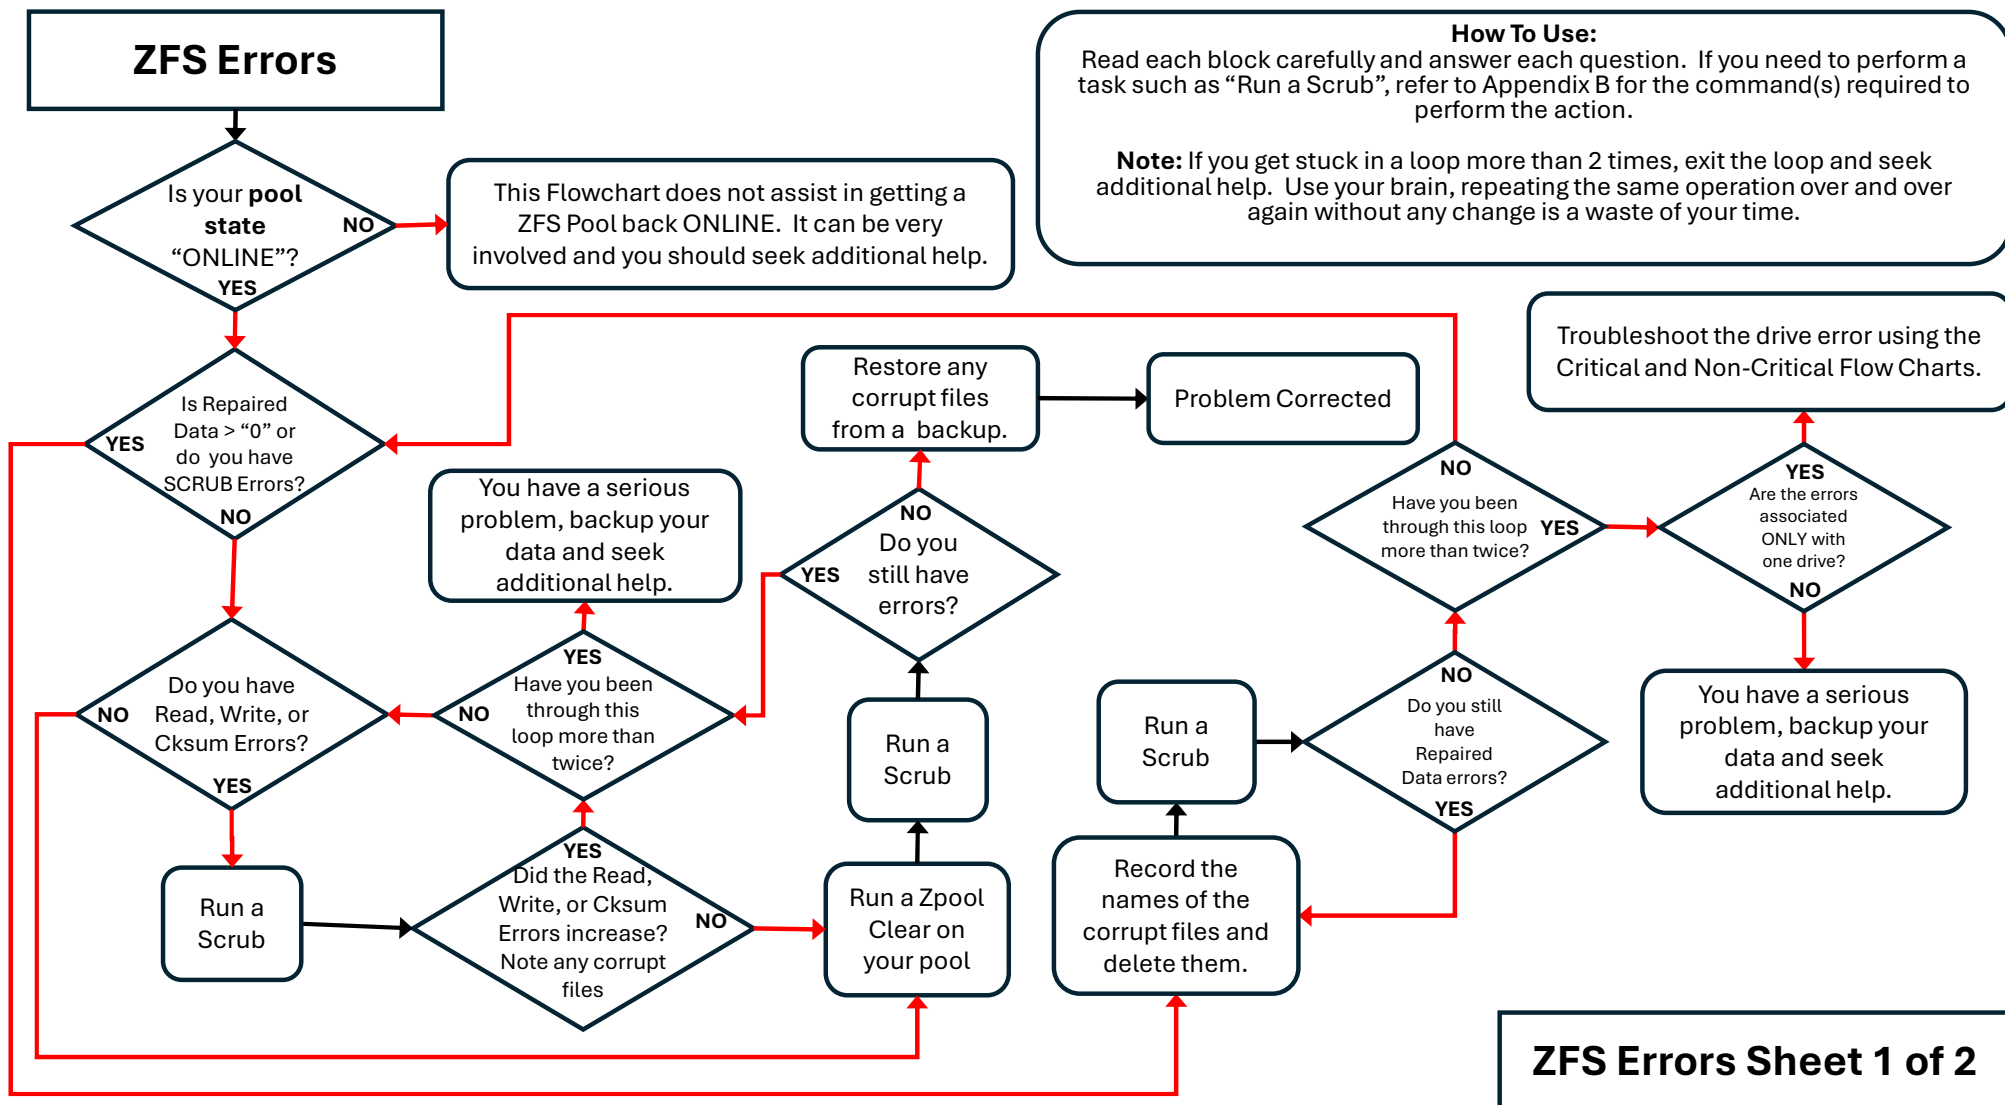 ZFS Errors
How To Use:
Read each block carefully and answer each question. If you need to perform a
task such as “Run a Scrub”, refer to Appendix B for the command(s) required to
perform the action.
Note: If you get stuck in a loop more than 2 times, exit the loop and seek
additional help. Use your brain, repeating the same operation over and over
again without any change is a waste of your time.
Is your pool
state
“ONLINE”?
NO
YES
This Flowchart does not assist in getting a
ZFS Pool back ONLINE. It can be very
involved and you should seek additional help.
Is Repaired
Data > “0” or
do you have
SCRUB Errors?
YES
NO
Do you have
Read, Write, or
Cksum Errors?
NO
YES
Run a
Scrub
YES
Did the Read,
Write, or Cksum
Errors increase?
Note any corrupt
files
NO
YES
Have you been
through this
loop more than
twice?
NO
You have a serious
problem, backup your
data and seek
additional help.
Run a Zpool
Clear on
your pool
Run a
Scrub
NO
Do you
still have
errors?
YES
Restore any
corrupt files
from a backup.
Problem Corrected
Record the
names of the
corrupt files and
delete them.
Run a
Scrub
NO
Do you still
have
Repaired
Data errors?
YES
NO
Have you been
through this loop
more than twice?
YES
YES
Are the errors
associated
ONLY with
one drive?
NO
Troubleshoot the drive error using the
Critical and Non-Critical Flow Charts.
You have a serious
problem, backup your
data and seek
additional help.
ZFS Errors Sheet 1 of 2